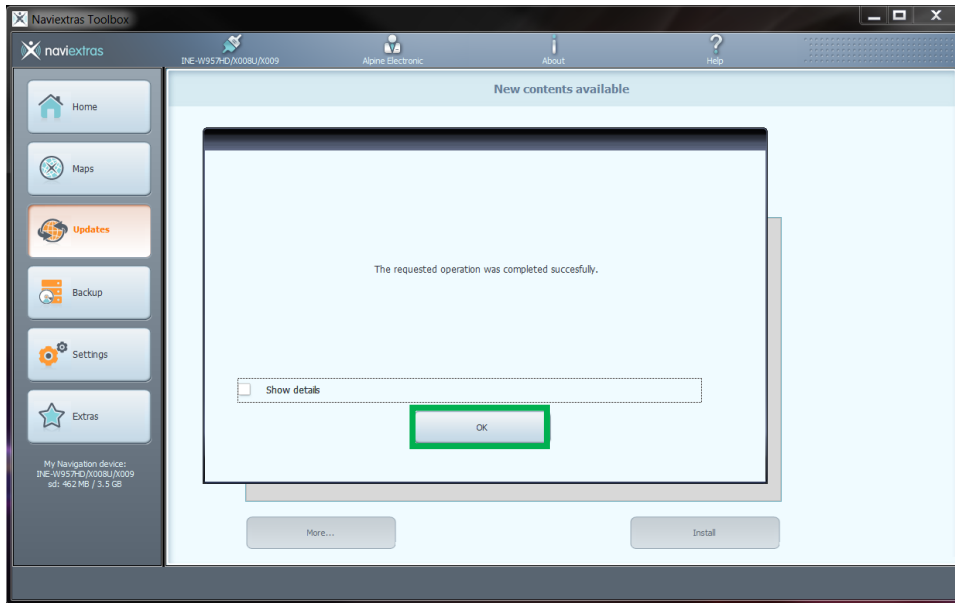 Naviextras Toolbox
naviextras
INE-W957HD/X008U/X009
Alpine Electronic
About
Help
New contents available
Home
Maps
Updates
Backup
Settings
Extras
My Navigation device:
INE-W957HD/X008U/X009
sd: 462 MB / 3.5 GB
The requested operation was completed succesfully.
Show details
OK
More...
Install